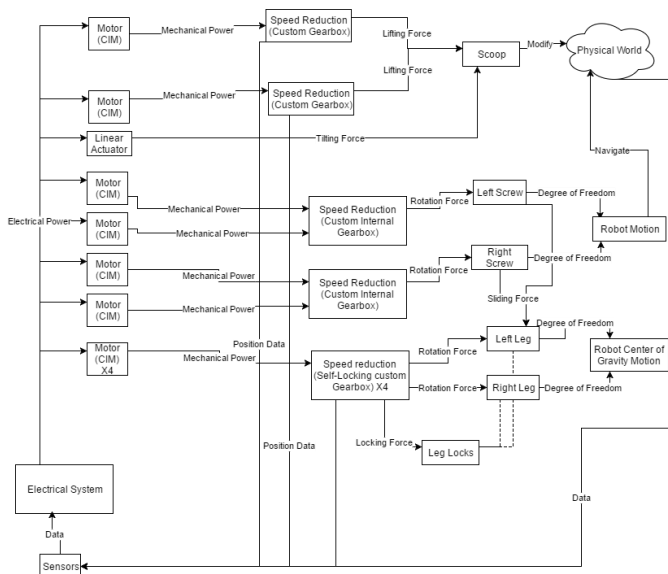 Motor
(CIM)
Mechanical Power
Speed Reduction
(Custom Gearbox)
Lifting Force
Scoop
Modify
Physical World
Lifting Force
Motor
(CIM)
Mechanical Power
Speed Reduction
(Custom Gearbox)
Linear
Actuator
Tilting Force
Navigate
Motor
(CIM)
Mechanical Power
Speed Reduction
(Custom Internal
Gearbox)
Rotation Force
Left Screw
Degree of Freedom
Robot Motion
Electrical Power
Motor
(CIM)
Mechanical Power
Motor
(CIM)
Mechanical Power
Speed Reduction
(Custom Internal
Gearbox)
Rotation Force
Right
Screw
Degree of Freedom
Sliding Force
Motor
(CIM)
Mechanical Power
Position Data
Motor
(CIM)
X4
Mechanical Power
Speed reduction
(Self-Locking custom
Gearbox) X4
Rotation Force
Left Leg
Degree of Freedom
Robot Center of
Gravity Motion
Rotation Force
Right Leg
Degree of Freedom
Position Data
Locking Force
Leg Locks
Electrical System
Data
Data
Sensors